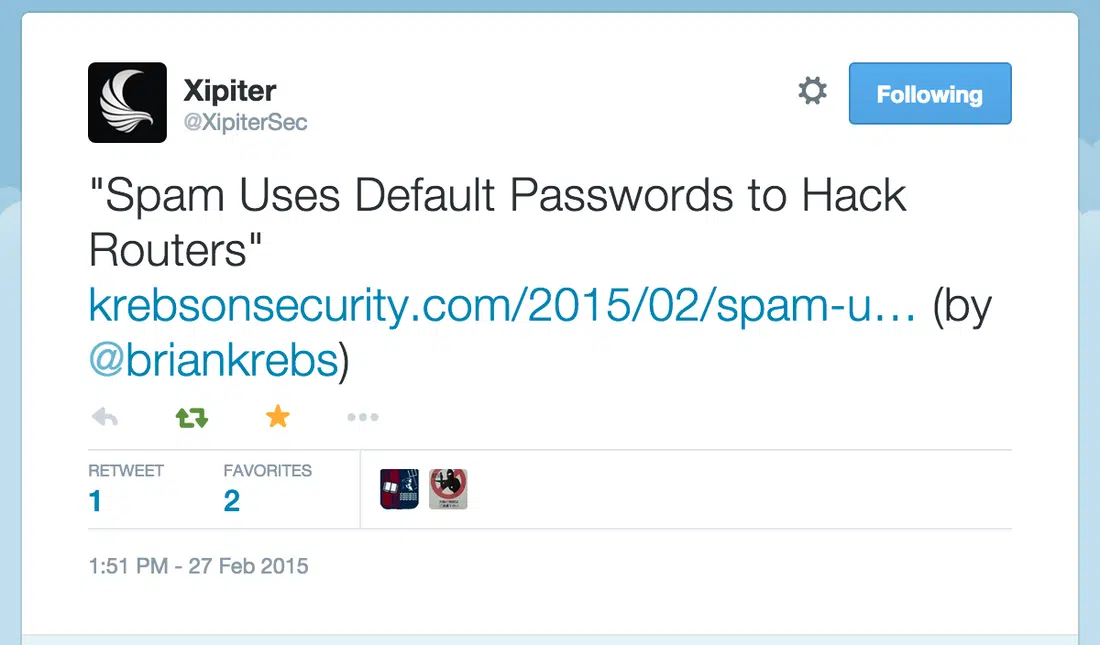 Xipiter
@XipiterSec
Following
"Spam Uses Default Passwords to Hack
Routers"
krebsonsecurity.com/2015/02/spam-u… (by
@briankrebs)
RETWEET
FAVORITES
1
2
1:51 PM - 27 Feb 2015